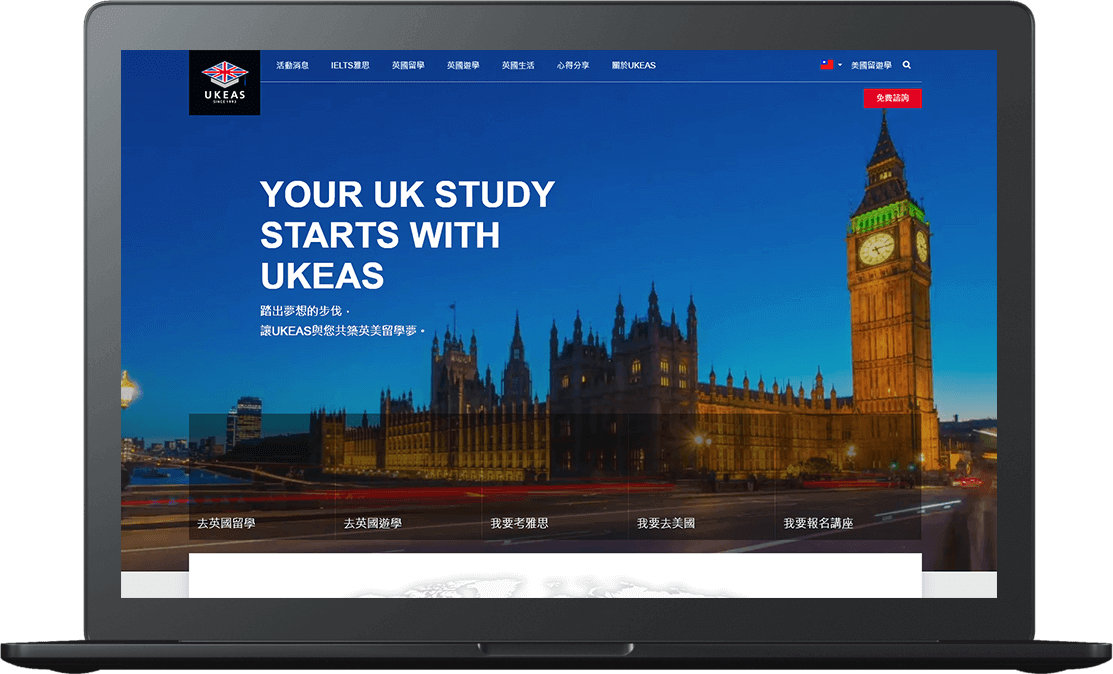 UKEAS
SINCE 1993
活動消息 IELTS雅思 英國留學 英國遊學 英國生活 心得分享 關於UKEAS
美國留遊學
免費諮詢
YOUR UK STUDY
STARTS WITH
UKEAS
踏出夢想的步伐，
讓UKEAS與您共築英美留學夢。
去英國留學 去英國遊學 我要考雅思 我要去美國 我要報名講座